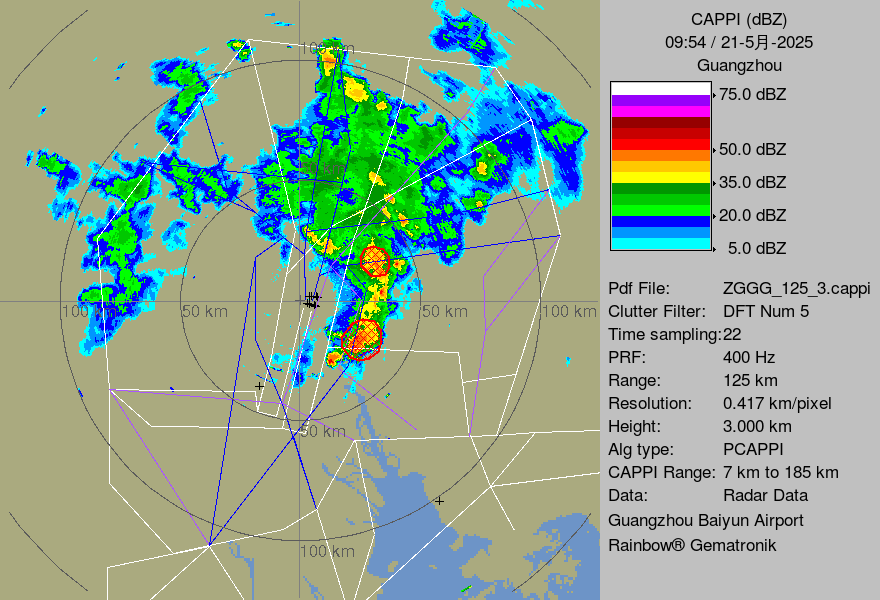 CAPPI (dBZ)
09:54 / 21-5月-2025
Guangzhou
75.0 dBZ
50.0 dBZ
35.0 dBZ
20.0 dBZ
5.0 dBZ
Pdf File: ZGGG_125_3.cappi
Clutter Filter: DFT Num 5
Time sampling:22
PRF: 400 Hz
Range: 125 km
Resolution: 0.417 km/pixel
Height: 3.000 km
Alg type: PCAPPI
CAPPI Range: 7 km to 185 km
Data: Radar Data
Guangzhou Baiyun Airport
Rainbow® Gematronik
100 km
100 km 50 km 50 km 100 km
50 km
100 km